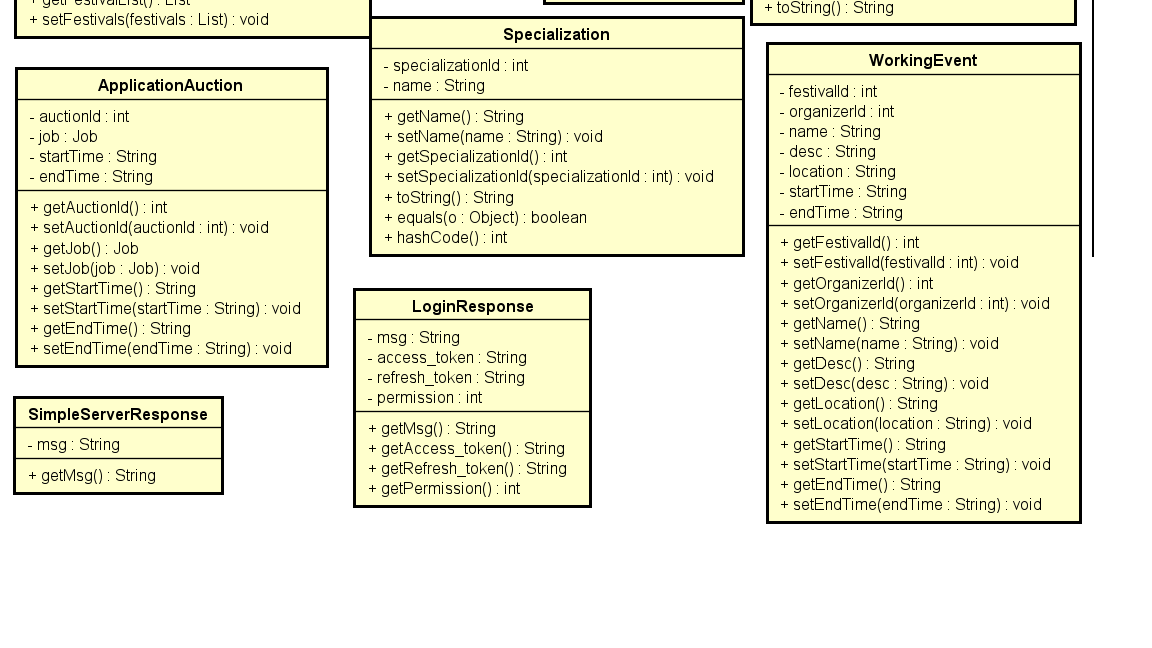 + getFestivalList() : List
+ setFestivals(festivals : List) : void
+ toString() : String
Specialization
- specializationId : int
- name : String
+ getName() : String
+ setName(name : String) : void
+ getSpecializationId() : int
+ setSpecializationId(specializationId : int) : void
+ toString() : String
+ equals(o : Object) : boolean
+ hashCode() : int
WorkingEvent
- festivalId : int
- organizerId : int
- name : String
- desc : String
- location : String
- startTime : String
- endTime : String
+ getFestivalId() : int
+ setFestivalId(festivalId : int) : void
+ getOrganizerId() : int
+ setOrganizerId(organizerId : int) : void
+ getName() : String
+ setName(name : String) : void
+ getDesc() : String
+ setDesc(desc : String) : void
+ getLocation() : String
+ setLocation(location : String) : void
+ getStartTime() : String
+ setStartTime(startTime : String) : void
+ getEndTime() : String
+ setEndTime(endTime : String) : void
ApplicationAuction
- auctionId : int
- job : Job
- startTime : String
- endTime : String
+ getAuctionId() : int
+ setAuctionId(auctionId : int) : void
+ getJob() : Job
+ setJob(job : Job) : void
+ getStartTime() : String
+ setStartTime(startTime : String) : void
+ getEndTime() : String
+ setEndTime(endTime : String) : void
LoginResponse
- msg : String
- access_token : String
- refresh_token : String
- permission : int
+ getMsg() : String
+ getAccess_token() : String
+ getRefresh_token() : String
+ getPermission() : int
SimpleServerResponse
- msg : String
+ getMsg() : String